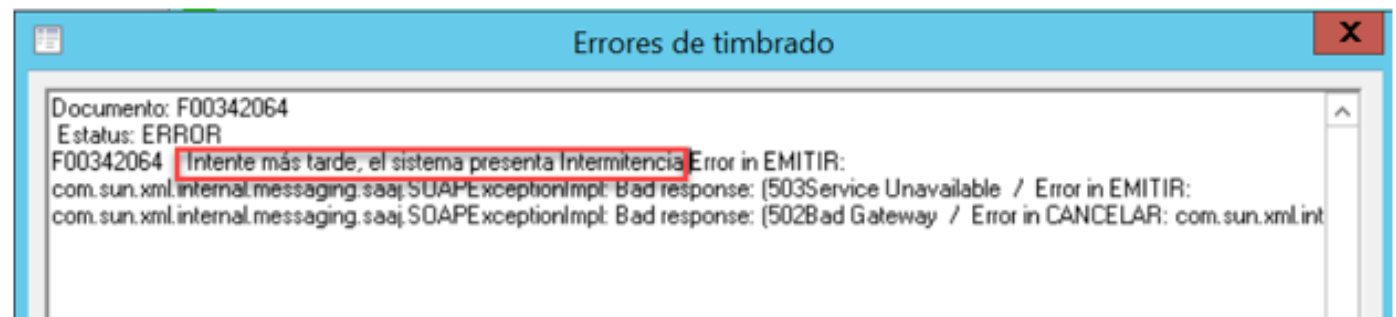 Errores de timbrado
X
Documento: F00342064
Estatus: ERROR
F00342064 Intente más tarde, el sistema presenta Intermitencia Error in EMITIR:
com.sun.xml.internal.messaging.saaj.SOAPExceptionImpl: Bad response: (503Service Unavailable / Error in EMITIR:
com.sun.xml.internal.messaging.saaj.SOAPExceptionImpl: Bad response: (502Bad Gateway / Error in CANCELAR: com.sun.xml.int